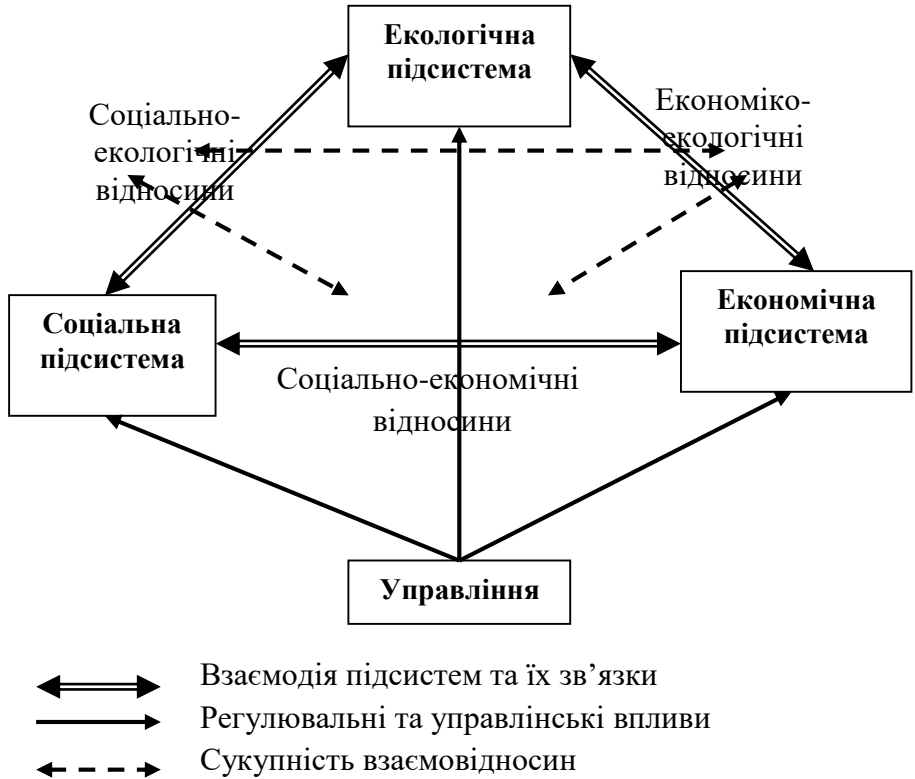 Екологічна
підсистема
Соціально-
екологічні
відносини
Економіко-
екологічні
відносини
Соціальна
підсистема
Економічна
підсистема
Соціально-економічні
відносини
Управління
Взаємодія підсистем та їх зв’язки
Регулювальні та управлінські впливи
Сукупність взаємовідносин